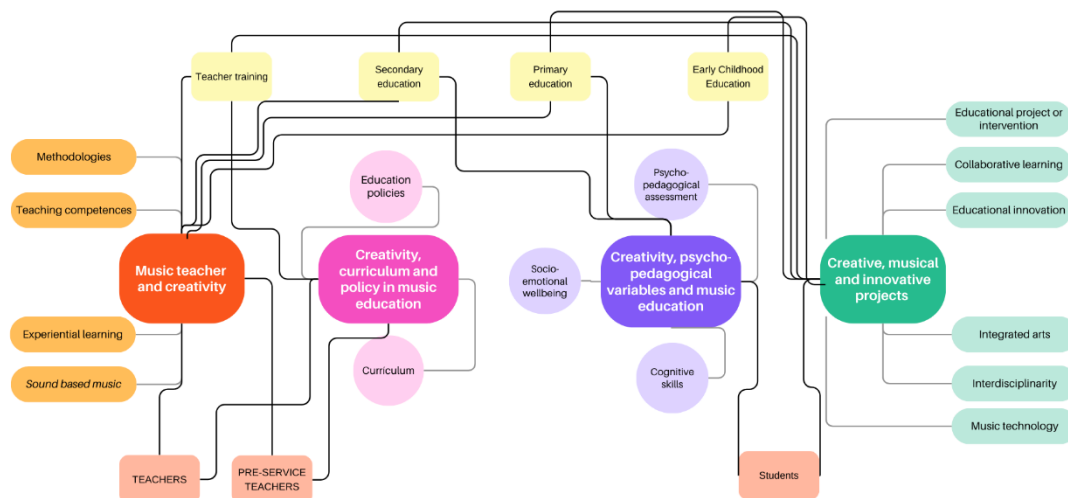 Teacher training
Secondary
education
Primary
education
Early Childhood
Education
Methodologies
Teaching competences
Experiential learning
Sound based music
Music teacher
and creativity
Education
policies
Creativity,
curriculum and
policy in music
education
Curriculum
Psycho-
pedagogical
assessment
Socio-
emotional
wellbeing
Creativity, psycho-
pedagogical
variables and music
education
Cognitive
skills
Creative, musical
and innovative
projects
Educational project or
intervention
Collaborative learning
Educational innovation
Integrated arts
Interdisciplinarity
Music technology
TEACHERS
PRE-SERVICE
TEACHERS
Students